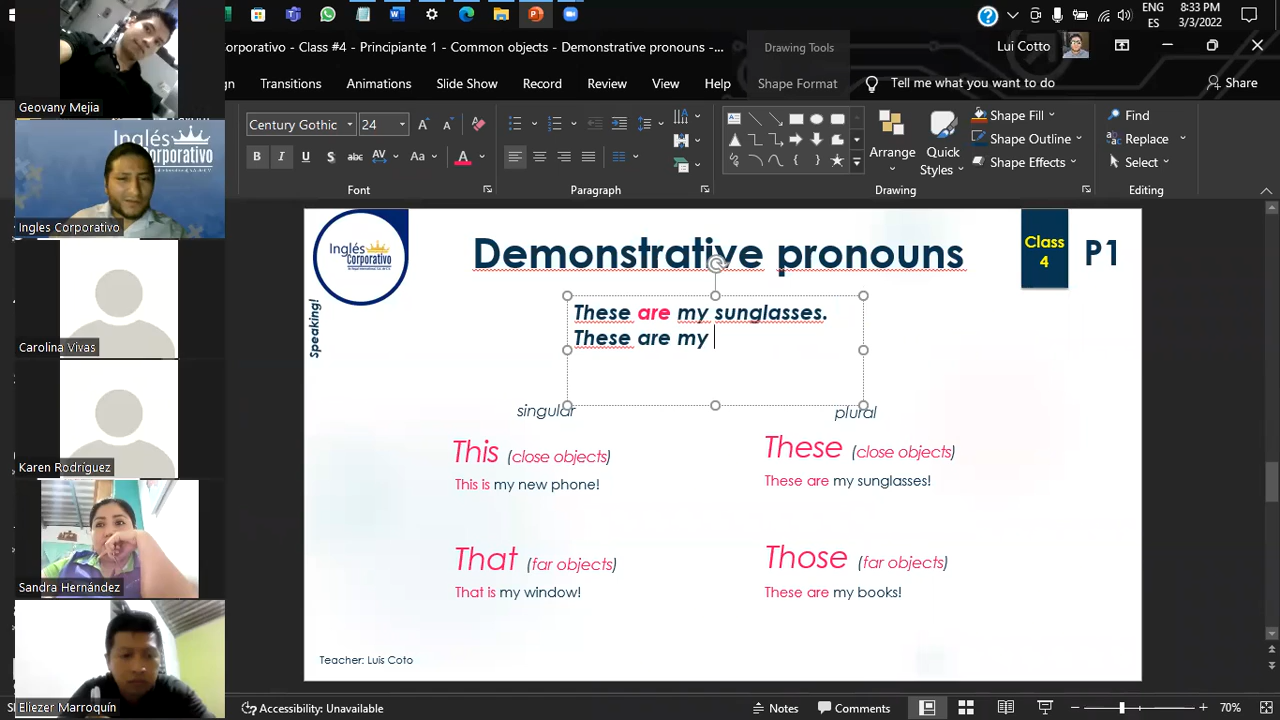 8:33 PM
ENG
ES
3/3/2022
orporativo - Class #4 - Principiante 1 - Common objects - Demonstrative pronouns -...
Drawing Tools
Lui Cotto
gn
Transitions
Animations
Slide Show
Record
Review
View
Help
Shape Format
Tell me what you want to do
Share
Century Gothic
24
Arrange
Quick
Styles
Shape Fill
Shape Outline
Shape Effects
Find
Replace
Select
Font
Paragraph
Drawing
Editing
Geovany Mejia
Inglés
Corporativo
Ingles Corporativo
Carolina Vivas
Karen Rodríguez
Sandra Hernández
Eliezer Marroquín
Inglés
Corporativo
Demonstrative pronouns
Class
4
P1
Speaking!
These are my sunglasses.
These are my
singular
plural
This (close objects)
This is my new phone!
These (close objects)
These are my sunglasses!
That (far objects)
That is my window!
Those (far objects)
These are my books!
Teacher: Luis Coto
Accessibility: Unavailable
Notes
Comments
70%